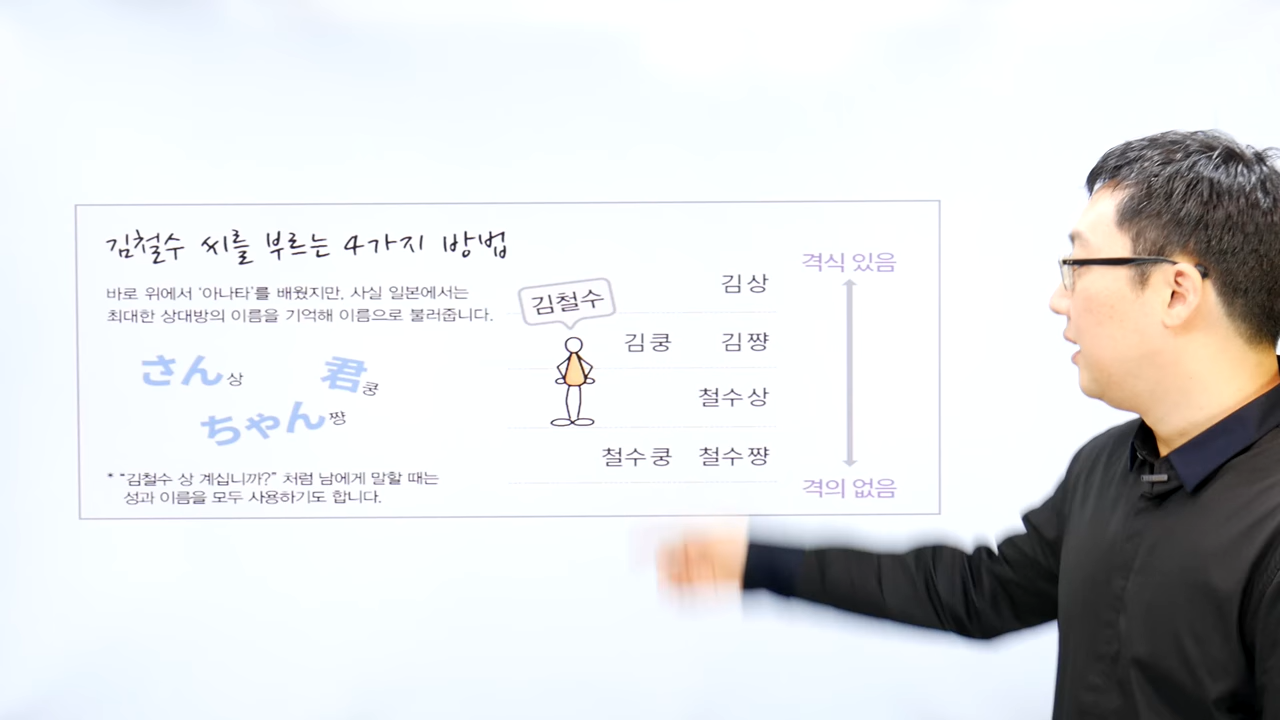 김철수 씨를 부르는 4가지 방법
바로 위에서 '아나타'를 배웠지만, 사실 일본에서는
최대한 상대방의 이름을 기억해 이름으로 불러줍니다.
さん상
君쿵
ちゃん쨩
* "김철수 상 계십니까?" 처럼 남에게 말할 때는
성과 이름을 모두 사용하기도 합니다.
김철수
김상
김쿵 김쨩
철수상
철수쿵 철수쨩
격식 있음
격의 없음